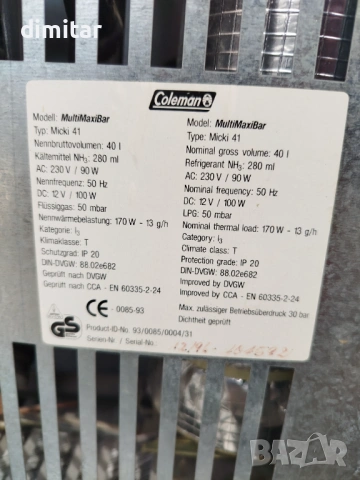 dimitar
Coleman
Modell: MultiMaxiBar
Typ: Micki 41
Nennbruttovolumen: 40 l
Kältemittel NH₃: 280 ml
AC: 230 V / 90 W
Nennfrequenz: 50 Hz
DC: 12 V / 100 W
Flüssiggas: 50 mbar
Nennwärmebelastung: 170 W - 13 g/h
Kategorie: I₃
Klimaklasse: T
Schutzgrad: IP 20
DIN-DVGW: 88.02e682
Geprüft nach DVGW
Geprüft nach CCA - EN 60335-2-24
Modell: MultiMaxiBar
Type: Micki 41
Nominal gross volume: 40 l
Refrigerant NH₃: 280 ml
AC: 230 V / 90 W
Nominal frequency: 50 Hz
DC: 12 V / 100 W
LPG: 50 mbar
Nominal thermal load: 170 W - 13 g/h
Category: I₃
Climate class: T
Protection grade: IP 20
DIN-DVGW: 88.02e682
Improved by DVGW
Improved by CCA - EN 60335-2-24
CE - 0085-93
Max. zulässiger Betriebsüberdruck 30 bar
Dichtheit geprüft
GS
Product-ID-No. 93/0085/0004/31
Serien-Nr. / Serial-No.:
BAZAR.bg